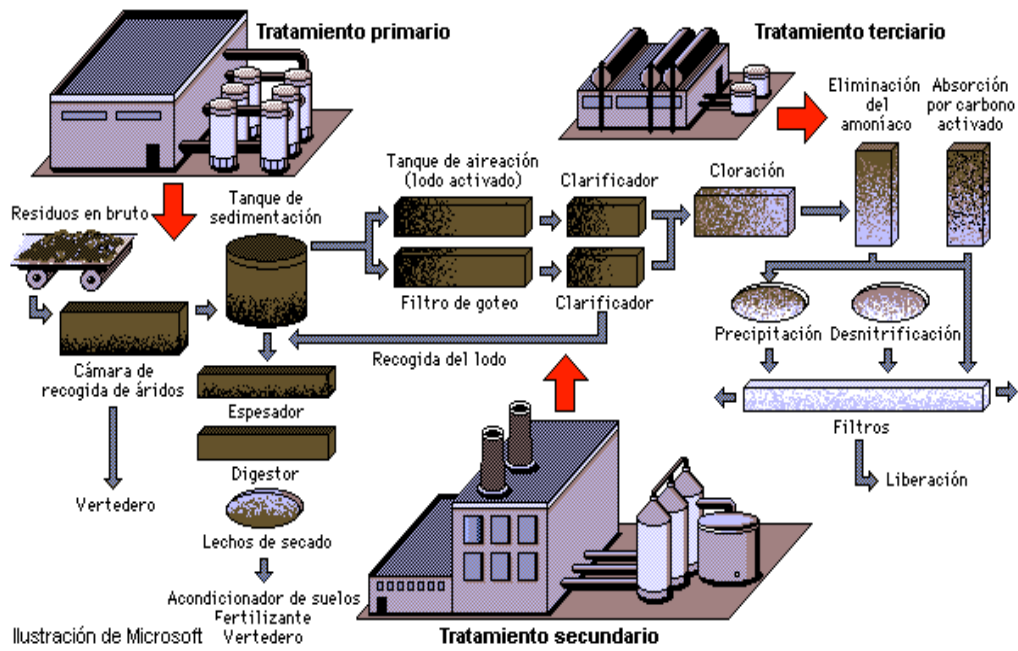 Tratamiento primario
Tratamiento terciario
Eliminación
del
amoníaco
Absorción
por carbono
activado
Residuos en bruto
Tanque de
sedimentación
Tanque de aireación
(lodo activado)
Clarificador
Cloración
Filtro de goteo
Clarificador
Precipitación
Desnitrificación
Cámara de
recogida de áridos
Recogida del lodo
Espesador
Filtros
Digestor
Liberación
Vertedero
Lechos de secado
Acondicionador de suelos
Fertilizante
Vertedero
Ilustración de Microsoft
Tratamiento secundario